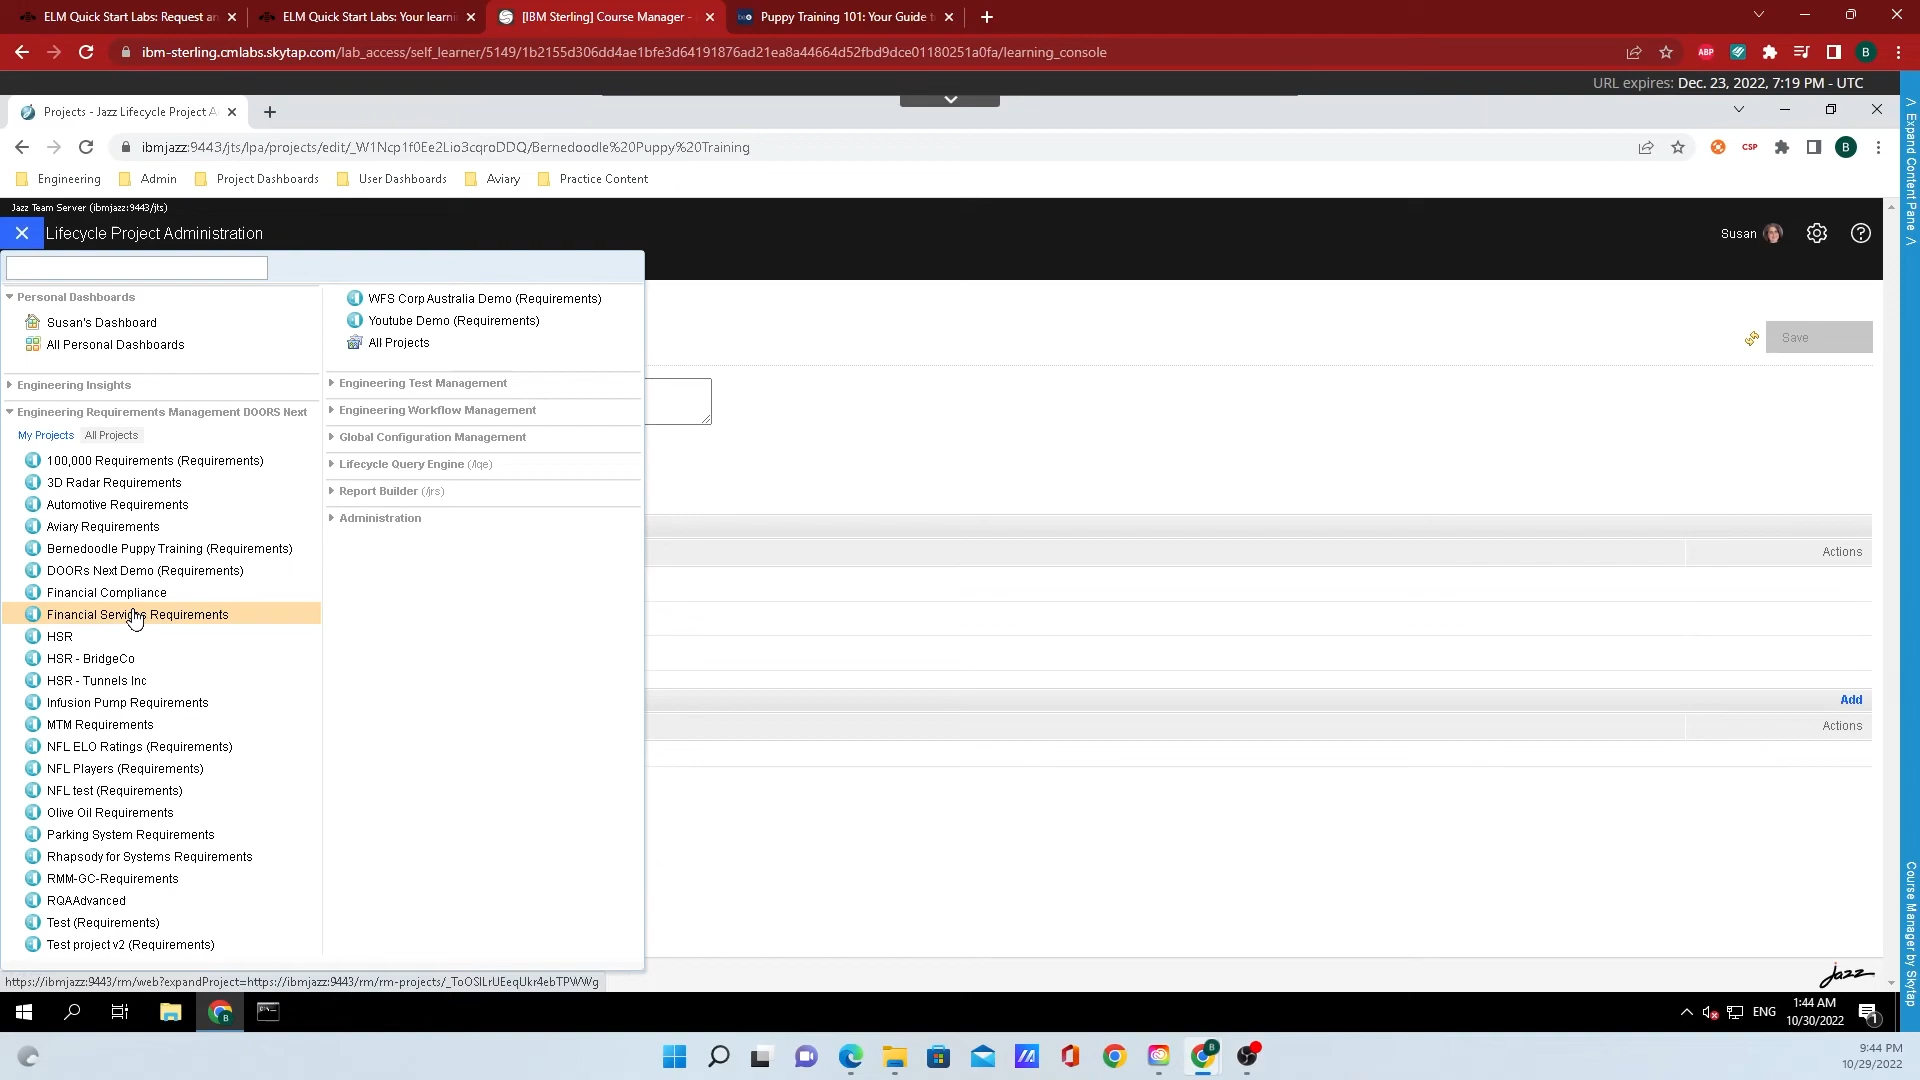 ELM Quick Start Labs: Request an
ELM Quick Start Labs: Your learni
[IBM Sterling] Course Manager -
Puppy Training 101: Your Guide t
ibm-sterling.cmlabs.skytap.com/lab_access/self_learner/5149/1b2155d306dd4ae1bfe3d64191876ad21ea8a44664d52fbd9dce01180251a0fa/learning_console
ABP
B
URL expires: Dec. 23, 2022, 7:19 PM - UTC
Projects - Jazz Lifecycle Project A
ibmjazz:9443/jts/lpa/projects/edit/_W1Ncp1f0Ee2Lio3cqroDDQ/Bernedoodle%20Puppy%20Training
CSP
B
Engineering
Admin
Project Dashboards
User Dashboards
Aviary
Practice Content
Jazz Team Server (ibmjazz:9443/jts)
Lifecycle Project Administration
Susan
Personal Dashboards
Susan's Dashboard
All Personal Dashboards
Engineering Insights
Engineering Requirements Management DOORS Next
My Projects All Projects
100,000 Requirements (Requirements)
3D Radar Requirements
Automotive Requirements
Aviary Requirements
Bernedoodle Puppy Training (Requirements)
DOORs Next Demo (Requirements)
Financial Compliance
Financial Services Requirements
HSR
HSR - BridgeCo
HSR - Tunnels Inc
Infusion Pump Requirements
MTM Requirements
NFL ELO Ratings (Requirements)
NFL Players (Requirements)
NFL test (Requirements)
Olive Oil Requirements
Parking System Requirements
Rhapsody for Systems Requirements
RMM-GC-Requirements
RQAAdvanced
Test (Requirements)
Test project v2 (Requirements)
WFS Corp Australia Demo (Requirements)
Youtube Demo (Requirements)
All Projects
Engineering Test Management
Engineering Workflow Management
Global Configuration Management
Lifecycle Query Engine (/lqe)
Report Builder (/jrs)
Administration
Save
Actions
Add
Actions
https://ibmjazz:9443/rm/web?expandProject=https://ibmjazz:9443/rm/rm-projects/_ToOSlLrUEeqUkr4ebTPWWg
Jazz
Expand Content Pane
Course Manager by Skytap
ENG
1:44 AM
10/30/2022
1
9:44 PM
10/29/2022